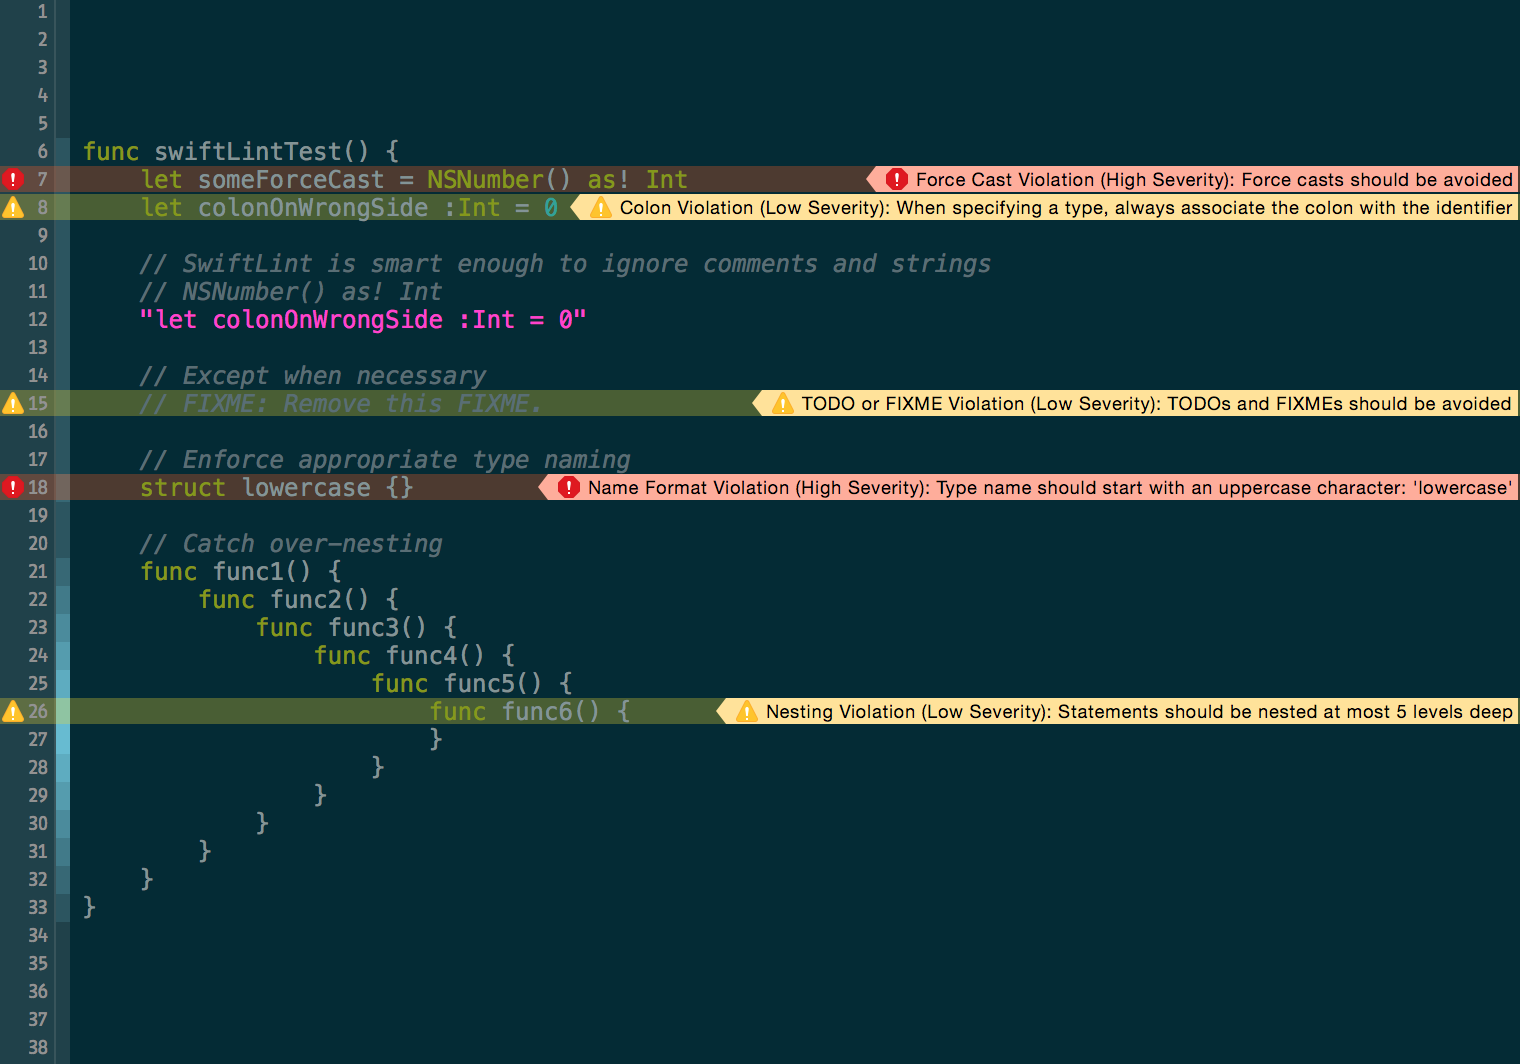 1
2
3
4
5
6 func swiftLintTest() {
7 let someForceCast = NSNumber() as! Int Force Cast Violation (High Severity): Force casts should be avoided
8 let colonOnWrongSide :Int = 0 Colon Violation (Low Severity): When specifying a type, always associate the colon with the identifier
9
10 // SwiftLint is smart enough to ignore comments and strings
11 // NSNumber() as! Int
12 "let colonOnWrongSide :Int = 0"
13
14 // Except when necessary
15 // FIXME: Remove this FIXME. TODO or FIXME Violation (Low Severity): TODOs and FIXMEs should be avoided
16
17 // Enforce appropriate type naming
18 struct lowercase {} Name Format Violation (High Severity): Type name should start with an uppercase character: 'lowercase'
19
20 // Catch over-nesting
21 func func1() {
22 func func2() {
23 func func3() {
24 func func4() {
25 func func5() {
26 func func6() { Nesting Violation (Low Severity): Statements should be nested at most 5 levels deep
27 }
28 }
29 }
30 }
31 }
32 }
33 }
34
35
36
37
38